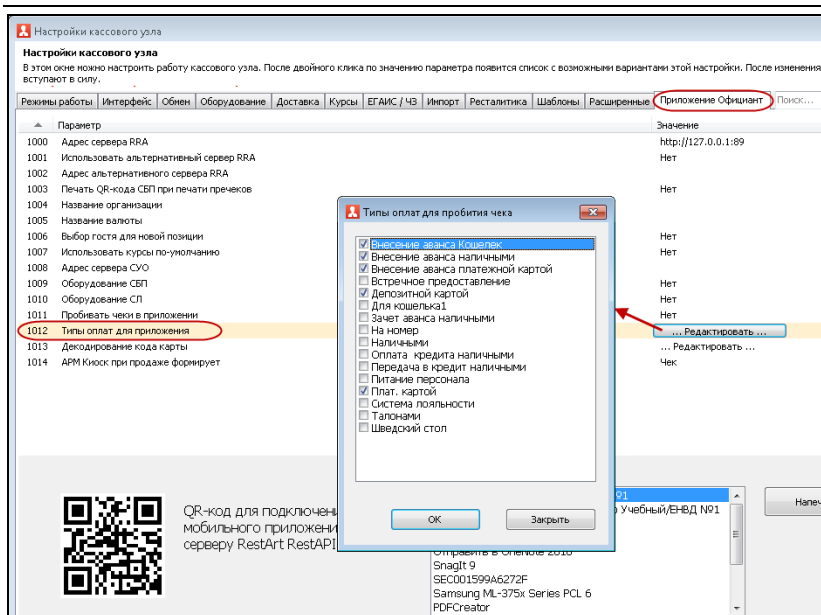 Настройки кассового узла
Настройки кассового узла
В этом окне можно настроить работу кассового узла. После двойного клика по значению параметра появится список с возможными вариантами этой настройки. После изменения
вступают в силу.
Режимы работы Интерфейс Обмен Оборудование Доставка Курсы ЕГАИС / ЧЗ Импорт Ресталитика Шаблоны Расширенные Приложение Официант Поиск...
Параметр Значение
1000 Адрес сервера RRA http://127.0.0.1:89
1001 Использовать альтернативный сервер RRA Нет
1002 Адрес альтернативного сервера RRA
1003 Печать QR-кода СБП при печати пречеков Нет
1004 Название организации
1005 Название валюты
1006 Выбор гостя для новой позиции Нет
1007 Использовать курсы по-умолчанию Нет
1008 Адрес сервера СУО
1009 Оборудование СБП Нет
1010 Оборудование СЛ Нет
1011 Пробивать чеки в приложении Нет
1012 Типы оплат для приложения ... Редактировать ...
1013 Декодирование кода карты ... Редактировать ...
1014 АРМ Киоск при продаже формирует Чек
Типы оплат для пробития чека
Внесение аванса Кошелек
Внесение аванса наличными
Внесение аванса платежной картой
Встречное предоставление
Депозитной картой
Для кошелька1
Зачет аванса наличными
На номер
Наличными
Оплата кредита наличными
Передача в кредит наличными
Питание персонала
Плат. картой
Система лояльности
Талонами
Шведский стол
ОК Закрыть
QR-код для подключен
мобильного приложени
серверу RestArt RestAPI
№1
Учебный/ЕНВД №1
Отправить в OneNote 2010
SnagIt 9
SEC001599A6272F
Samsung ML-375x Series PCL 6
PDFCreator
Напеч